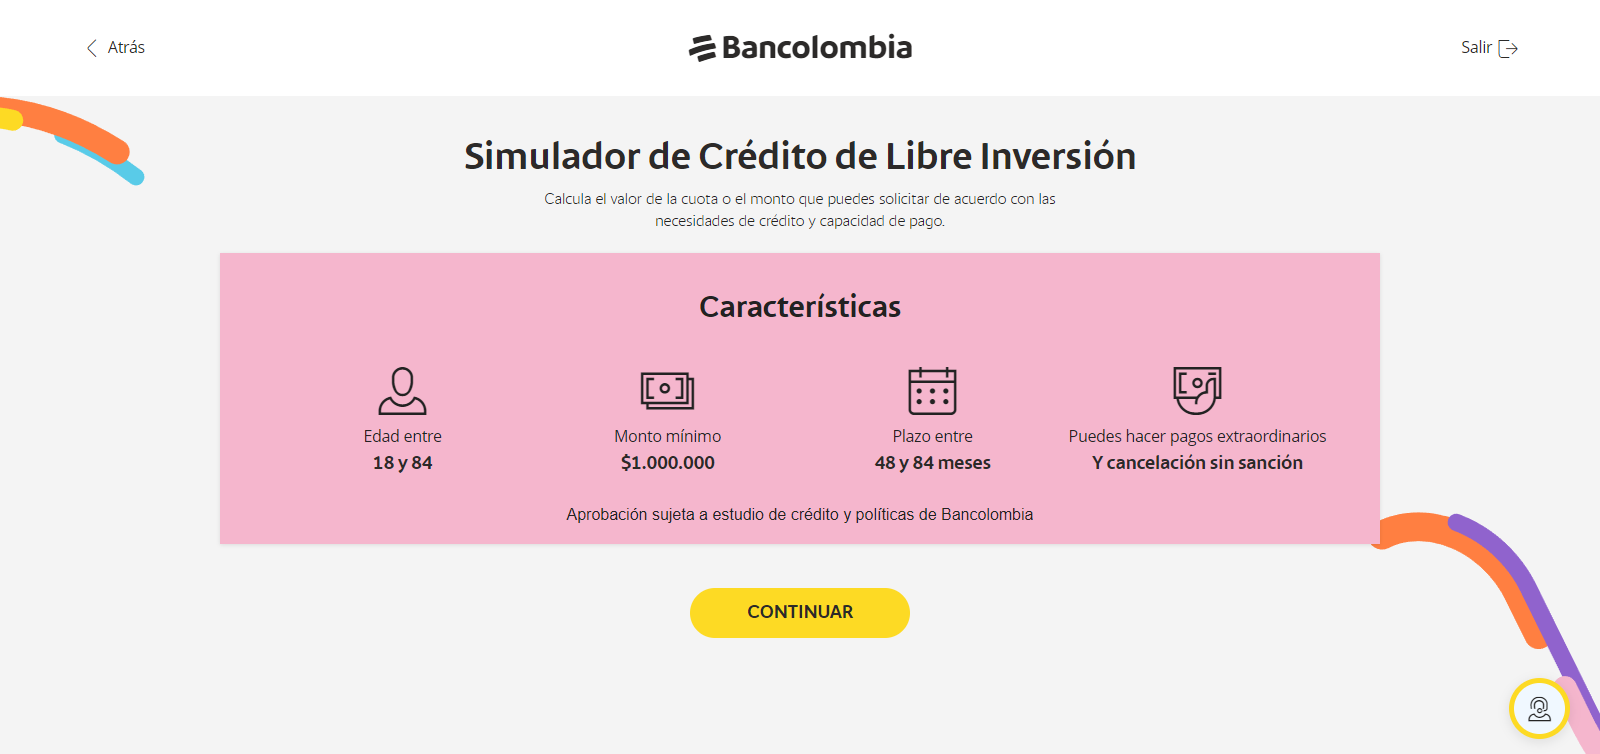 Atrás
Bancolombia
Salir
Simulador de Crédito de Libre Inversión
Calcula el valor de la cuota o el monto que puedes solicitar de acuerdo con las
necesidades de crédito y capacidad de pago.
Características
Edad entre
18 y 84
Monto mínimo
$1.000.000
Plazo entre
48 y 84 meses
Puedes hacer pagos extraordinarios
Y cancelación sin sanción
Aprobación sujeta a estudio de crédito y políticas de Bancolombia
CONTINUAR